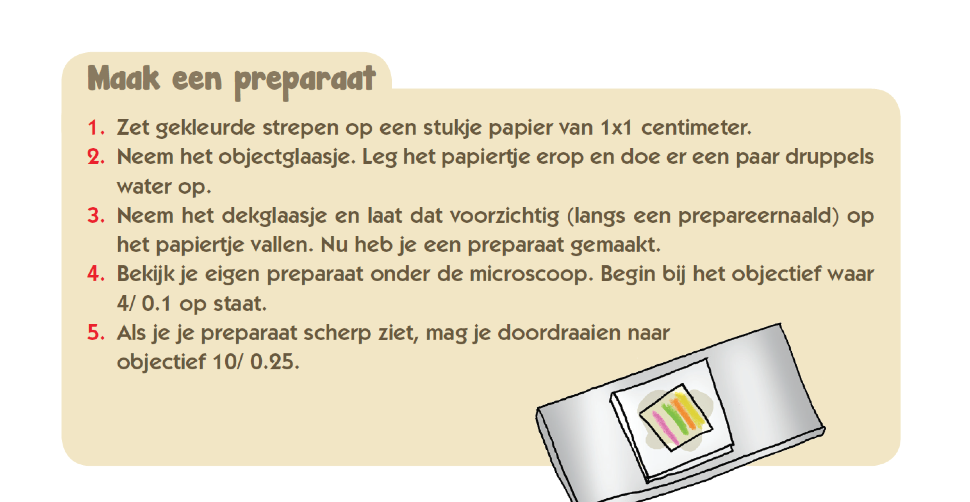 Maak een preparaat
1. Zet gekleurde strepen op een stukje papier van 1x1 centimeter.
2. Neem het objectglaasje. Leg het papiertje erop en doe er een paar druppels
water op.
3. Neem het dekglaasje en laat dat voorzichtig (langs een prepareernaald) op
het papiertje vallen. Nu heb je een preparaat gemaakt.
4. Bekijk je eigen preparaat onder de microscoop. Begin bij het objectief waar
4/ 0.1 op staat.
5. Als je je preparaat scherp ziet, mag je doordraaien naar
objectief 10/ 0.25.